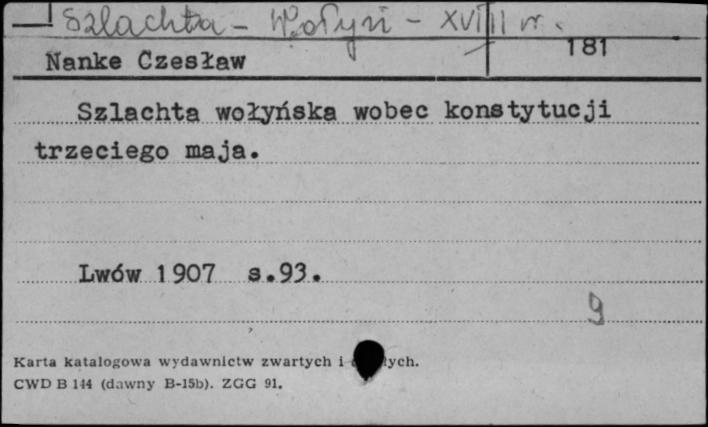 Szlachta - Wołyń - XVIII w.
181
Nanke Czesław
Szlachta wołyńska wobec konstytucji
trzeciego maja.
Lwów 1907 s.93.
9
Karta katalogowa wydawnictw zwartych i
CWD B 144 (dawny B-15b). ZGG 91.